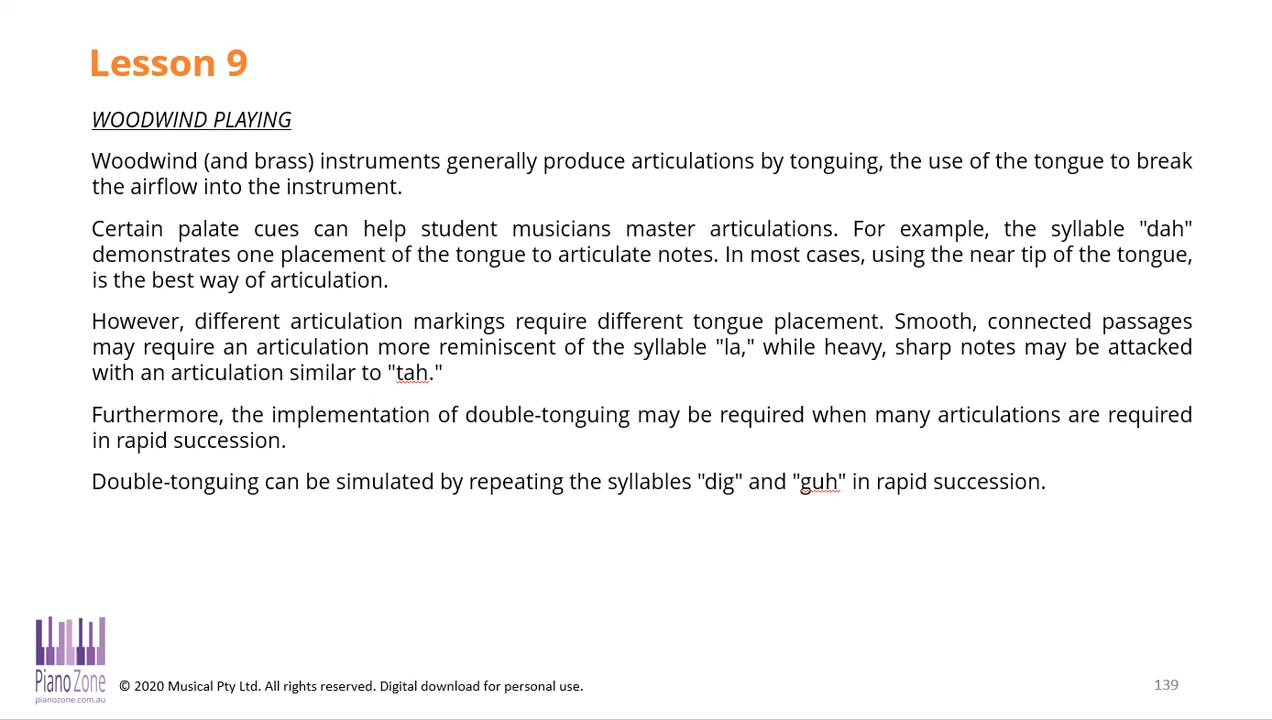 Lesson 9
WOODWIND PLAYING
Woodwind (and brass) instruments generally produce articulations by tonguing, the use of the tongue to break
the airflow into the instrument.
Certain palate cues can help student musicians master articulations. For example, the syllable "dah"
demonstrates one placement of the tongue to articulate notes. In most cases, using the near tip of the tongue,
is the best way of articulation.
However, different articulation markings require different tongue placement. Smooth, connected passages
may require an articulation more reminiscent of the syllable "la," while heavy, sharp notes may be attacked
with an articulation similar to "tah."
Furthermore, the implementation of double-tonguing may be required when many articulations are required
in rapid succession.
Double-tonguing can be simulated by repeating the syllables "dig" and "guh" in rapid succession.
Piano Zone
pianozone.com.au
© 2020 Musical Pty Ltd. All rights reserved. Digital download for personal use.
139